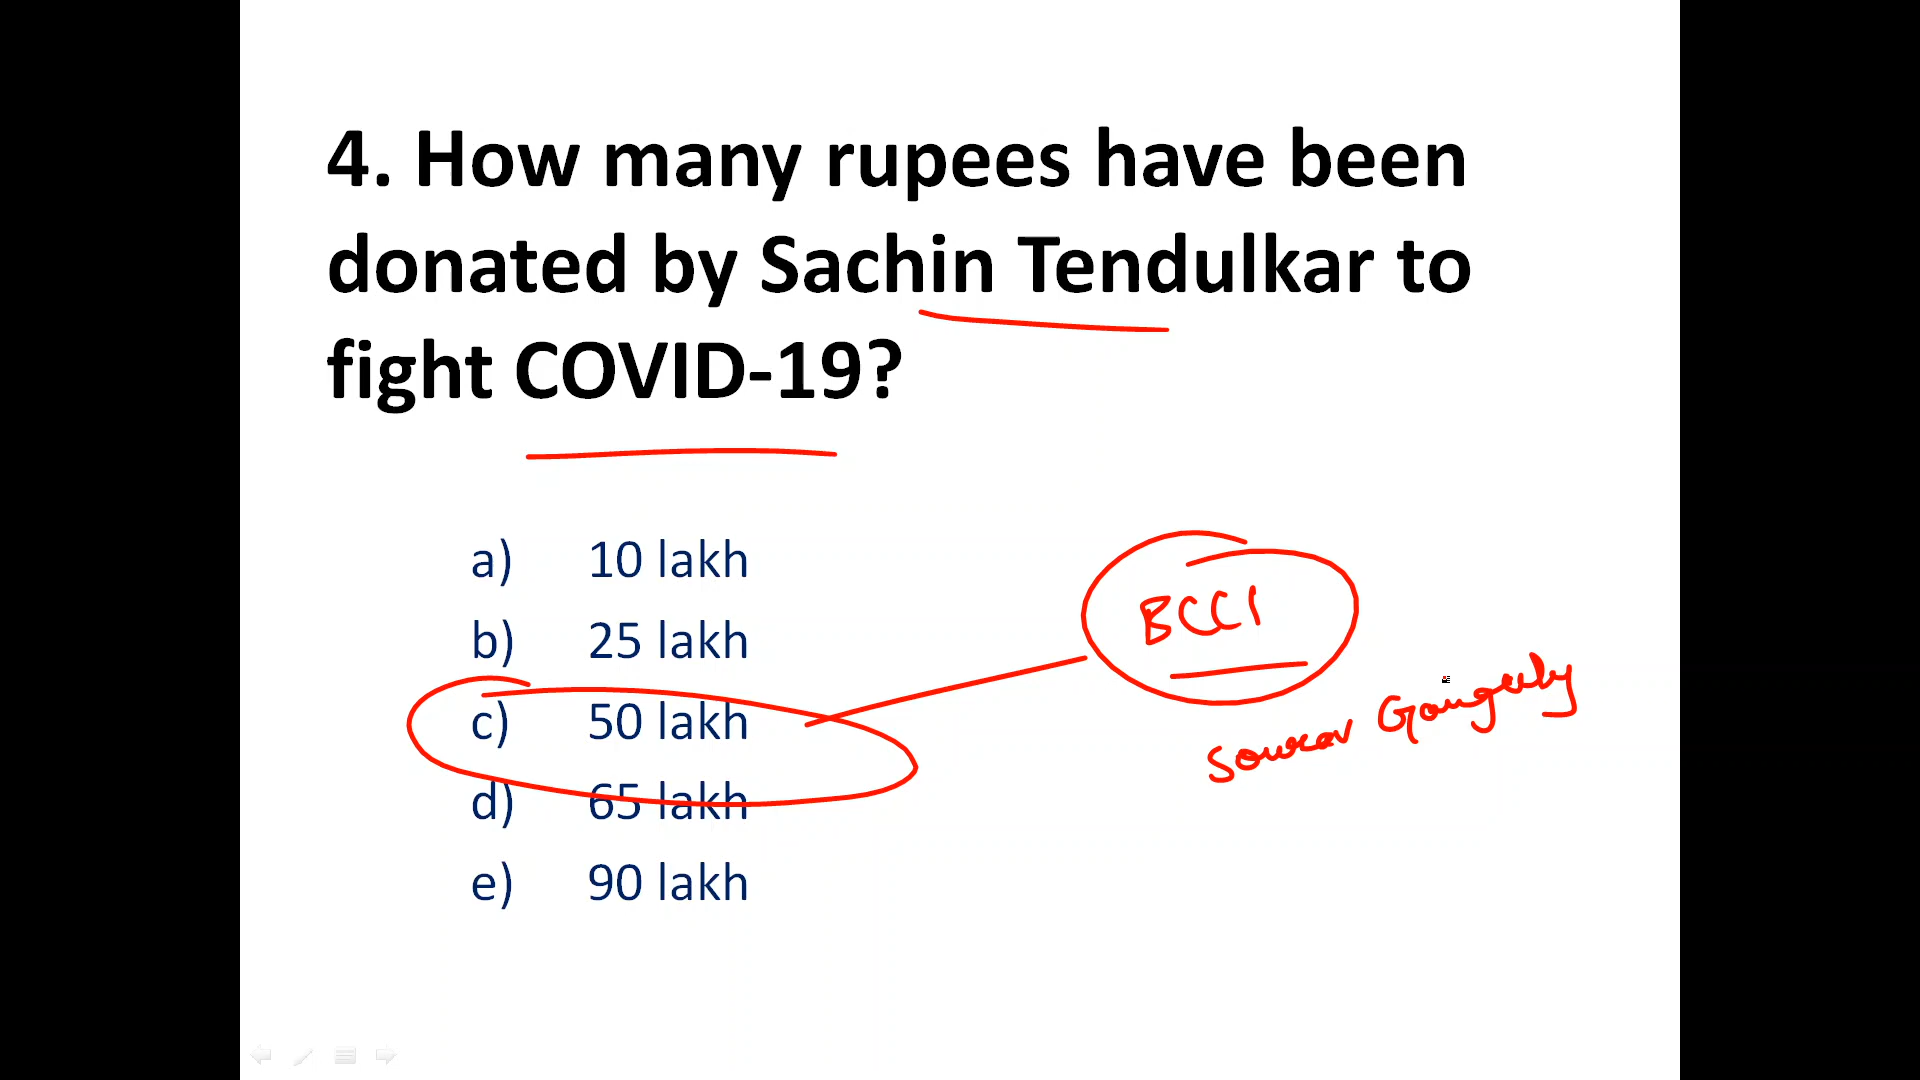 4. How many rupees have been
donated by Sachin Tendulkar to
fight COVID-19?
a) 10 lakh
b) 25 lakh
c) 50 lakh
d) 65 lakh
e) 90 lakh
BCCI
Sourav Ganguly